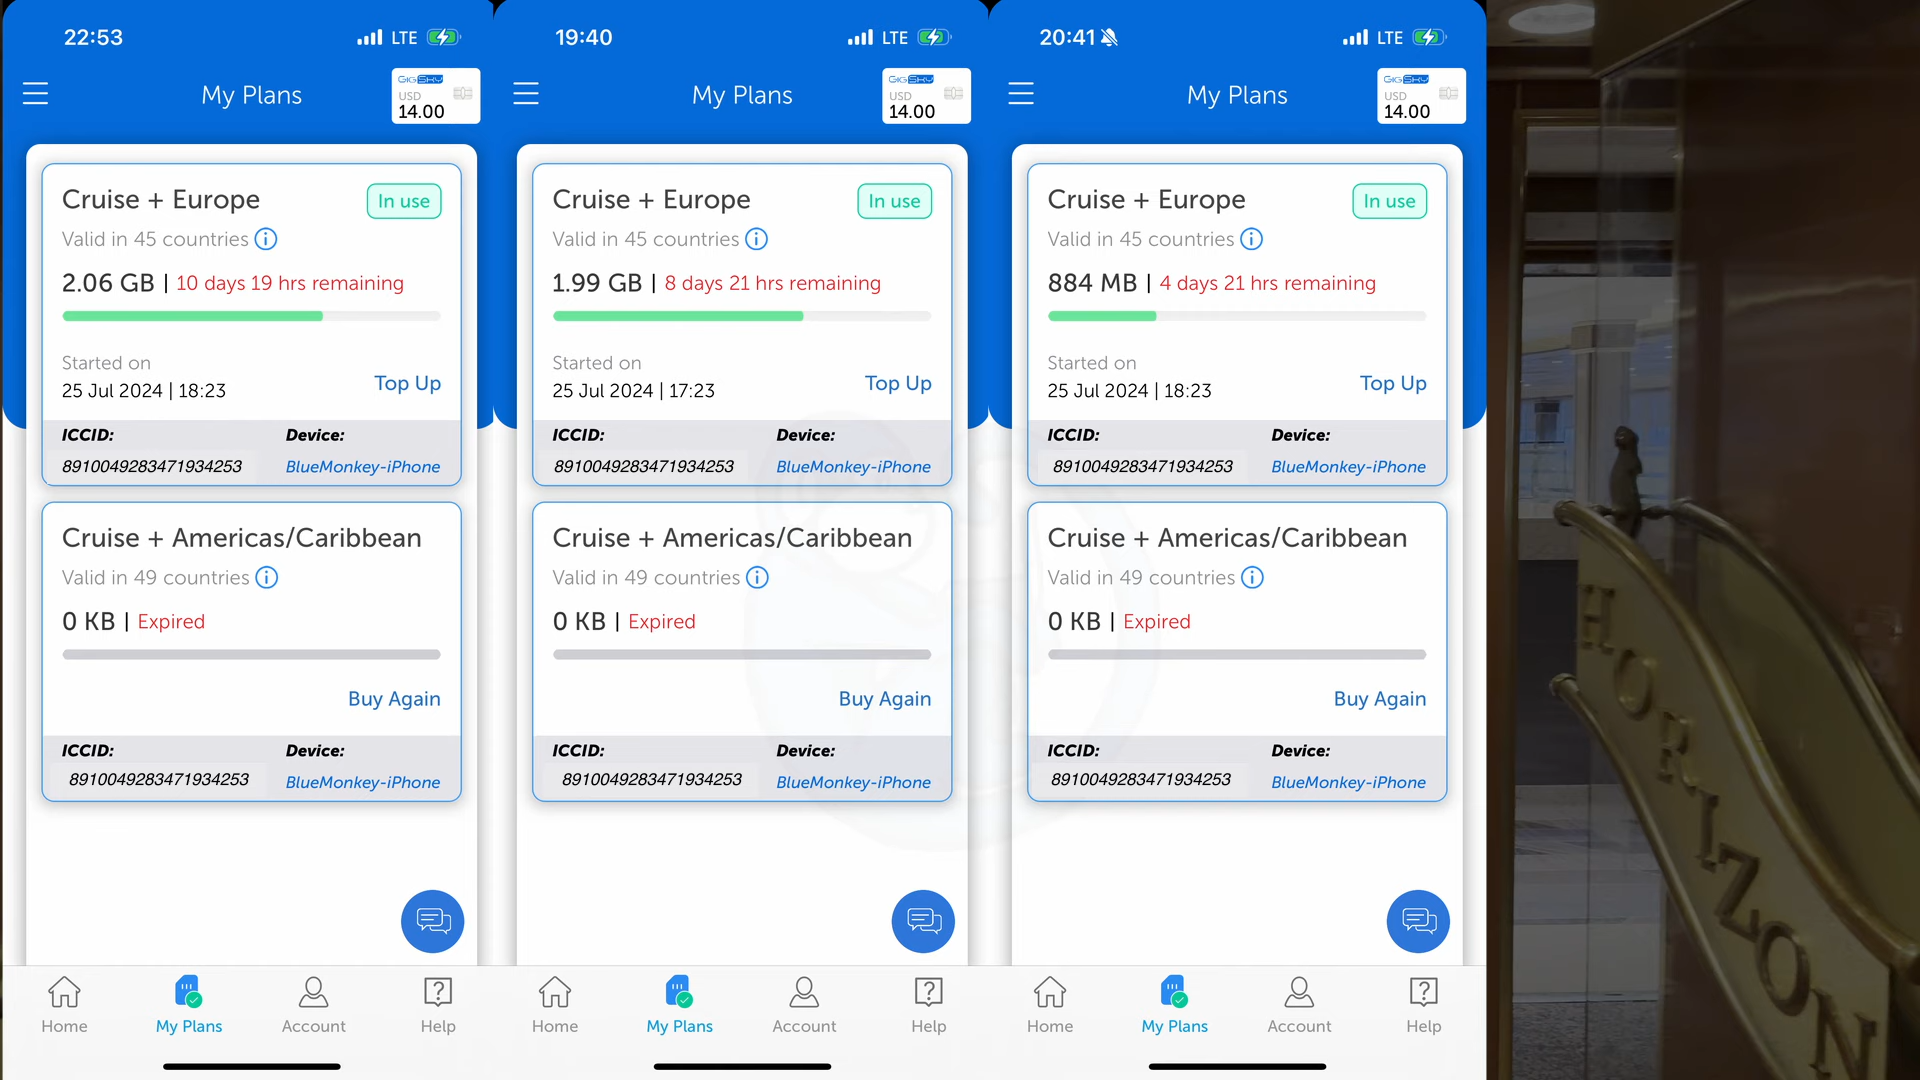 22:53
LTE
My Plans
GIGSKY
USD
14.00
Cruise + Europe
In use
Valid in 45 countries
2.06 GB | 10 days 19 hrs remaining
Started on
25 Jul 2024 | 18:23
Top Up
ICCID:
Device:
8910049283471934253
BlueMonkey-iPhone
Cruise + Americas/Caribbean
Valid in 49 countries
0 KB | Expired
Buy Again
ICCID:
Device:
8910049283471934253
BlueMonkey-iPhone
Home
My Plans
Account
Help
19:40
LTE
My Plans
GIGSKY
USD
14.00
Cruise + Europe
In use
Valid in 45 countries
1.99 GB | 8 days 21 hrs remaining
Started on
25 Jul 2024 | 17:23
Top Up
ICCID:
Device:
8910049283471934253
BlueMonkey-iPhone
Cruise + Americas/Caribbean
Valid in 49 countries
0 KB | Expired
Buy Again
ICCID:
Device:
8910049283471934253
BlueMonkey-iPhone
Home
My Plans
Account
Help
20:41
LTE
My Plans
GIGSKY
USD
14.00
Cruise + Europe
In use
Valid in 45 countries
884 MB | 4 days 21 hrs remaining
Started on
25 Jul 2024 | 18:23
Top Up
ICCID:
Device:
8910049283471934253
BlueMonkey-iPhone
Cruise + Americas/Caribbean
Valid in 49 countries
0 KB | Expired
Buy Again
ICCID:
Device:
8910049283471934253
BlueMonkey-iPhone
Home
My Plans
Account
Help
HORIZON